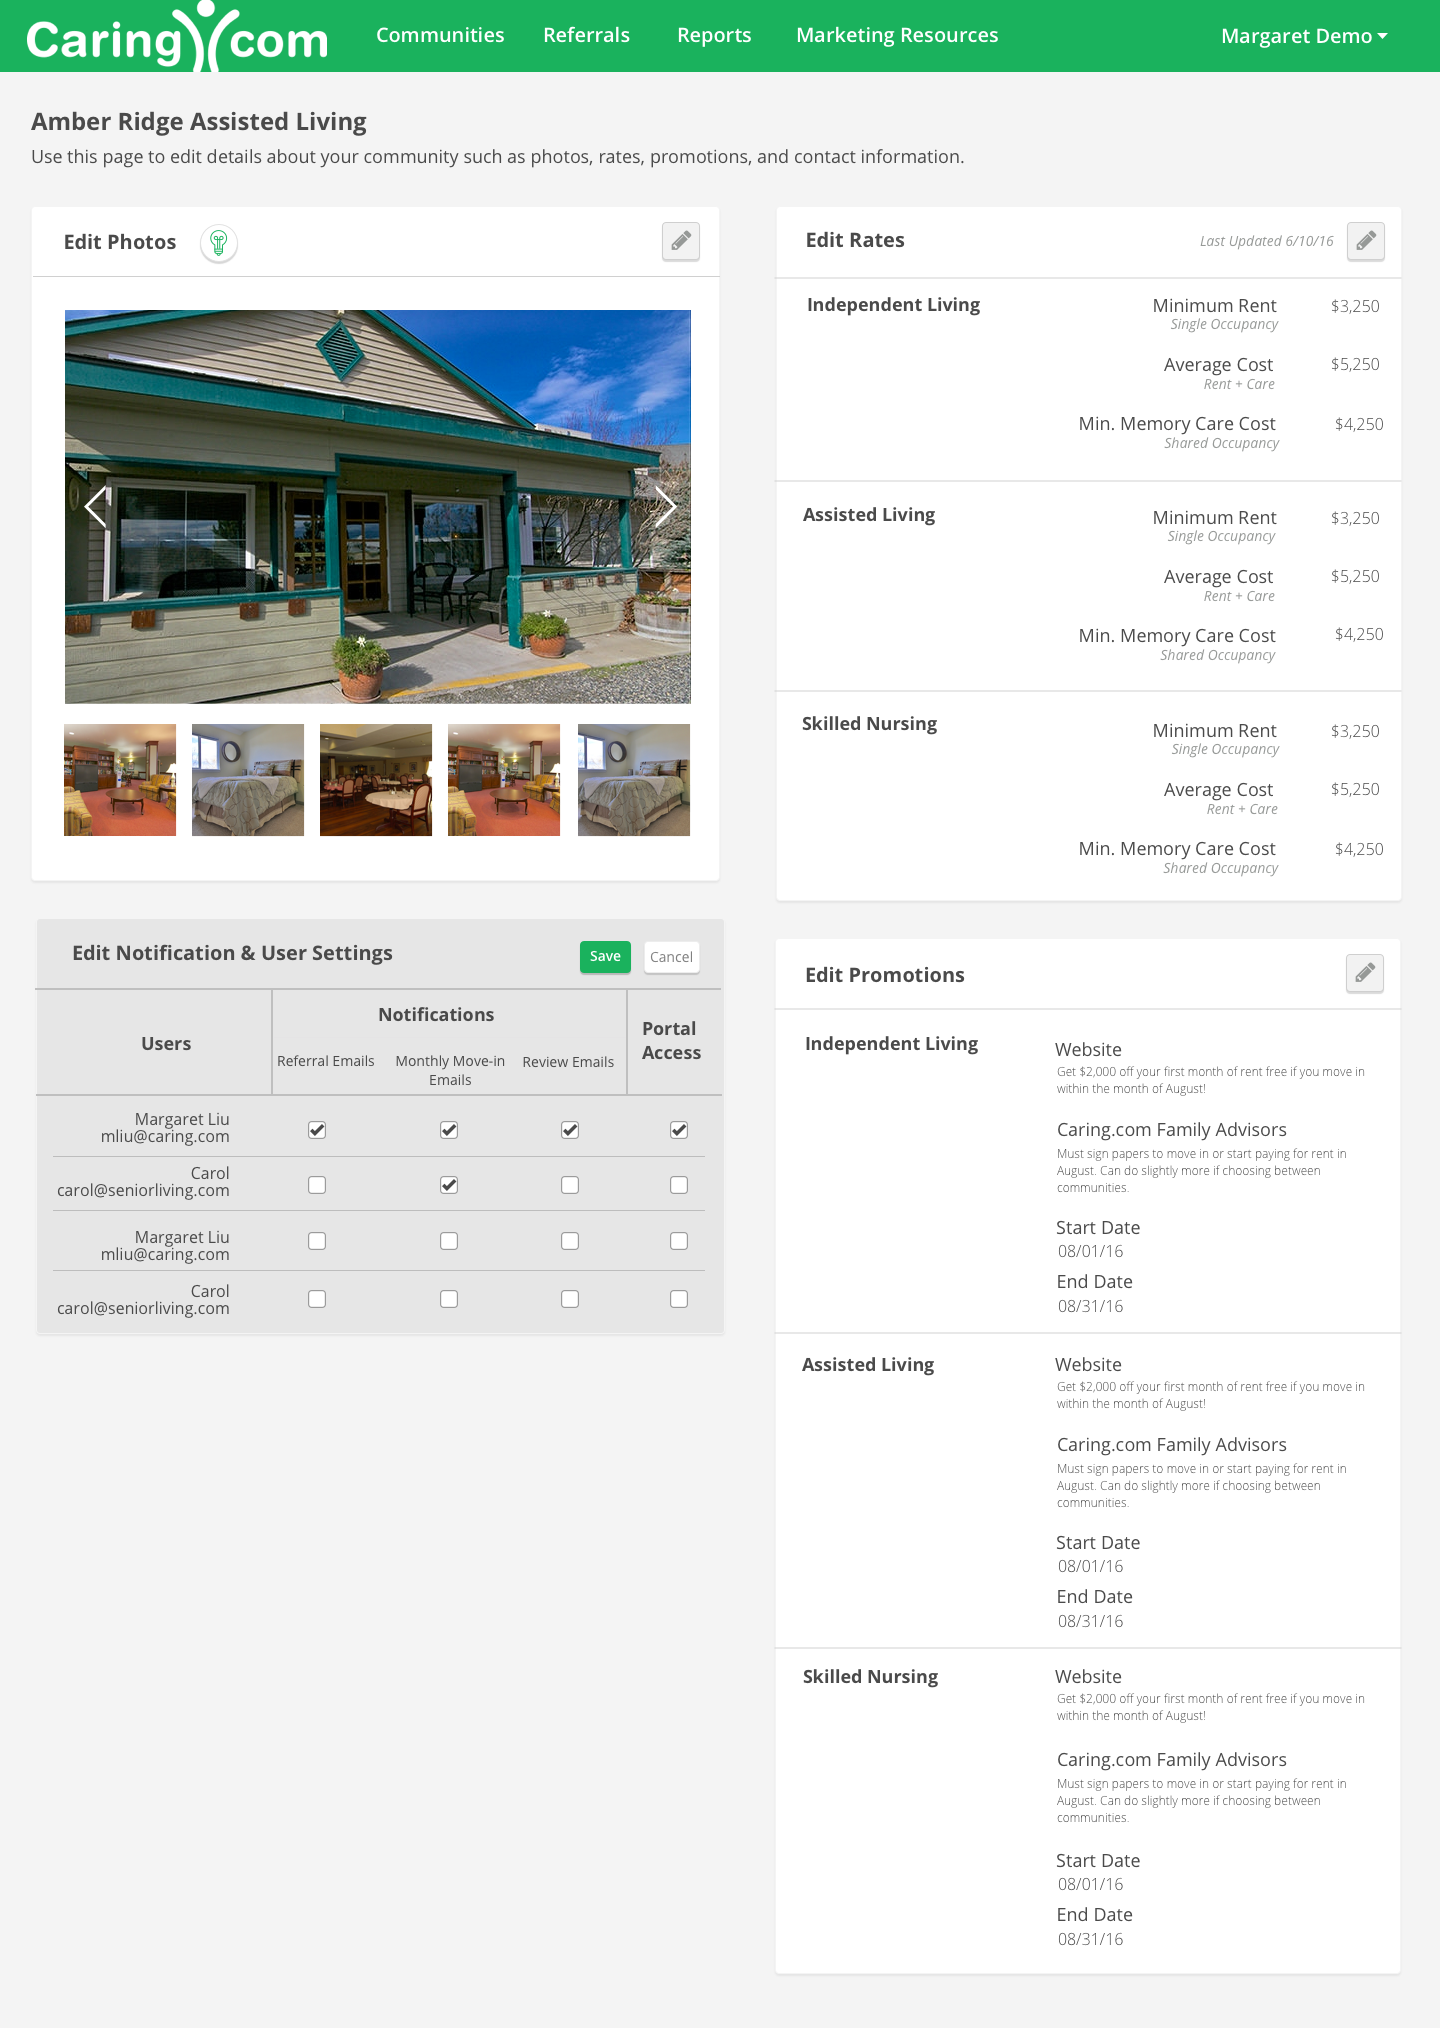 Caring.com
Communities
Referrals
Reports
Marketing Resources
Margaret Demo
Amber Ridge Assisted Living
Use this page to edit details about your community such as photos, rates, promotions, and contact information.
Edit Photos
Edit Notification & User Settings
Save
Cancel
Users
Notifications
Portal
Access
Referral Emails
Monthly Move-in
Emails
Review Emails
Margaret Liu
mliu@caring.com
Carol
carol@seniorliving.com
Margaret Liu
mliu@caring.com
Carol
carol@seniorliving.com
Edit Rates
Last Updated 6/10/16
Independent Living
Minimum Rent
$3,250
Single Occupancy
Average Cost
$5,250
Rent + Care
Min. Memory Care Cost
$4,250
Shared Occupancy
Assisted Living
Minimum Rent
$3,250
Single Occupancy
Average Cost
$5,250
Rent + Care
Min. Memory Care Cost
$4,250
Shared Occupancy
Skilled Nursing
Minimum Rent
$3,250
Single Occupancy
Average Cost
$5,250
Rent + Care
Min. Memory Care Cost
$4,250
Shared Occupancy
Edit Promotions
Independent Living
Website
Get $2,000 off your first month of rent free if you move in
within the month of August!
Caring.com Family Advisors
Must sign papers to move in or start paying for rent in
August. Can do slightly more if choosing between
communities.
Start Date
08/01/16
End Date
08/31/16
Assisted Living
Website
Get $2,000 off your first month of rent free if you move in
within the month of August!
Caring.com Family Advisors
Must sign papers to move in or start paying for rent in
August. Can do slightly more if choosing between
communities.
Start Date
08/01/16
End Date
08/31/16
Skilled Nursing
Website
Get $2,000 off your first month of rent free if you move in
within the month of August!
Caring.com Family Advisors
Must sign papers to move in or start paying for rent in
August. Can do slightly more if choosing between
communities.
Start Date
08/01/16
End Date
08/31/16